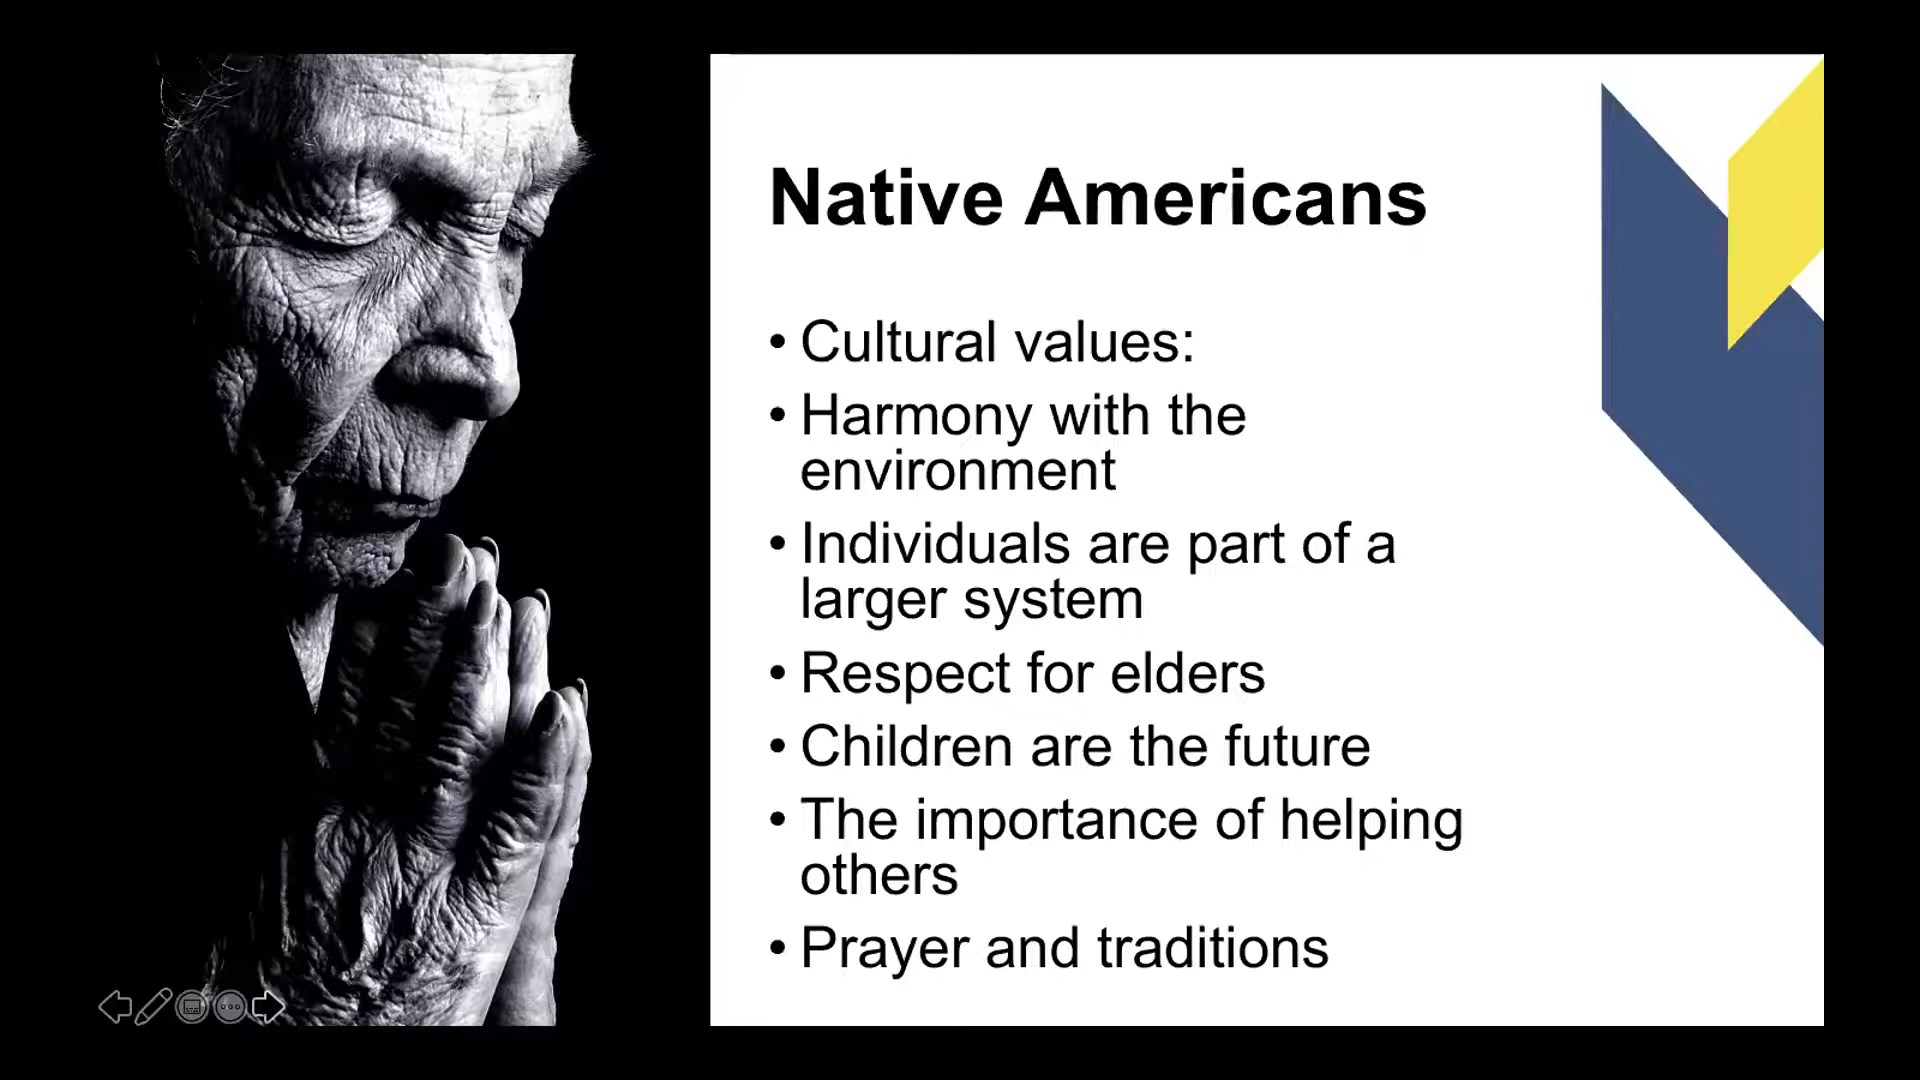 Native Americans
• Cultural values:
• Harmony with the
environment
• Individuals are part of a
larger system
• Respect for elders
• Children are the future
• The importance of helping
others
• Prayer and traditions